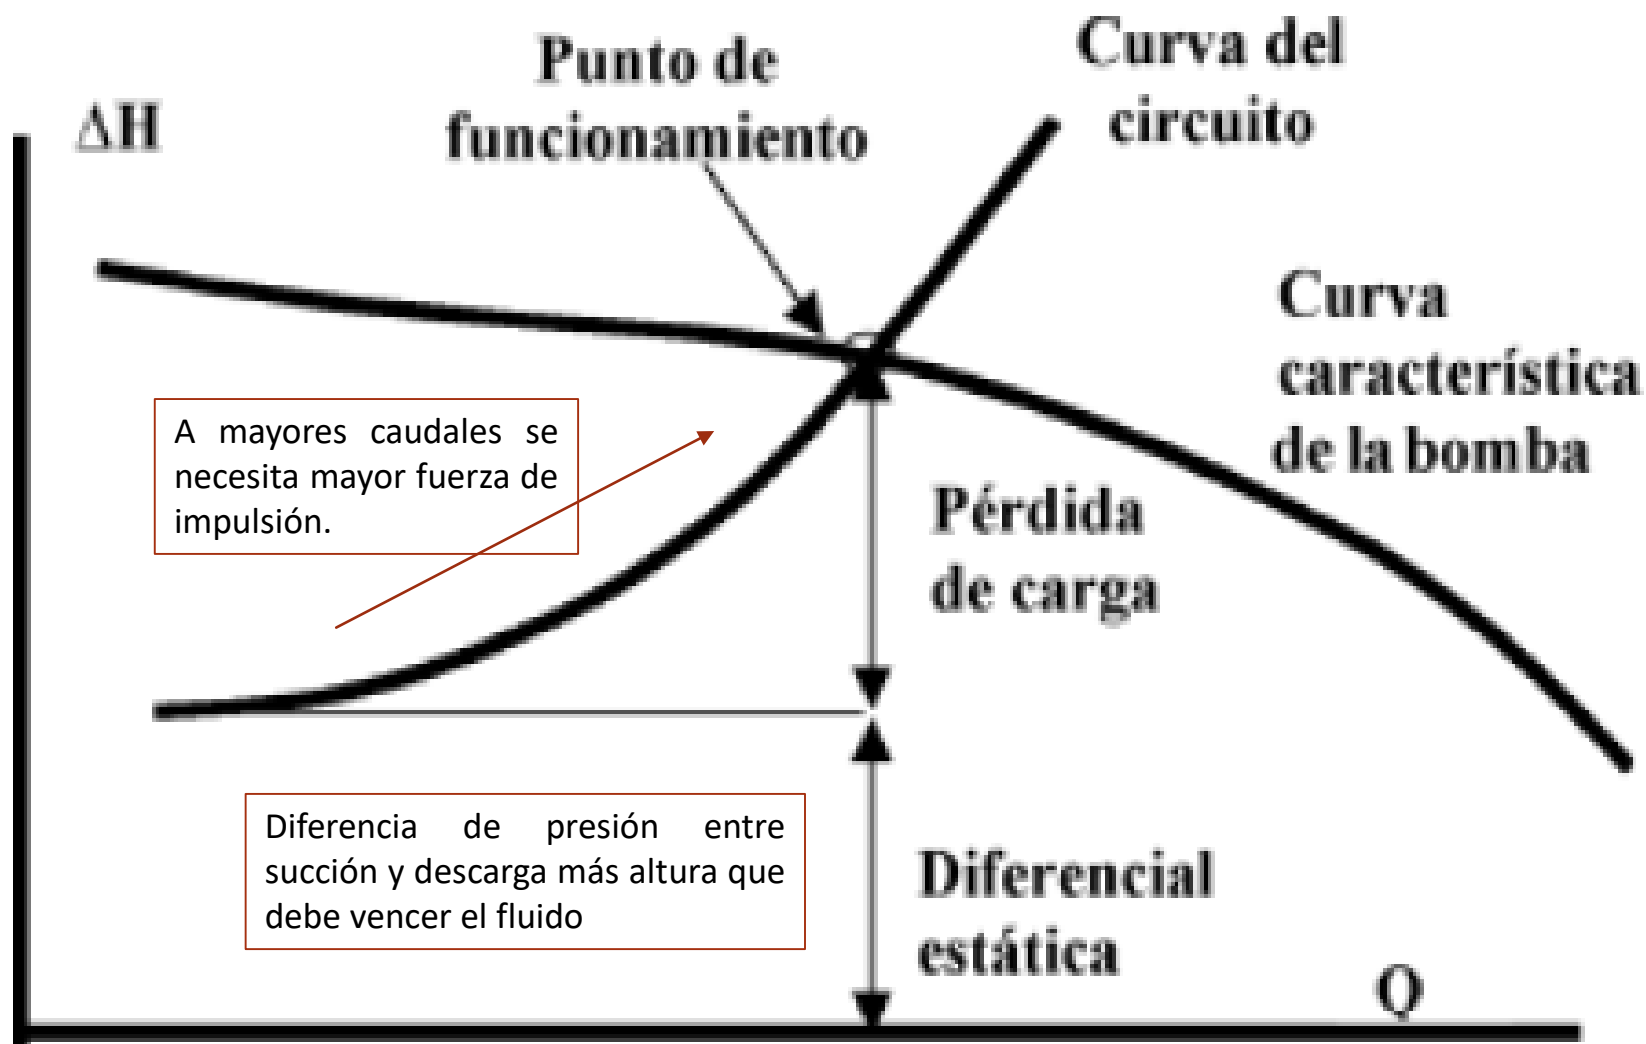 ΔH
Punto de
funcionamiento
Curva del
circuito
Curva
característica
de la bomba
A mayores caudales se
necesita mayor fuerza de
impulsión.
Pérdida
de carga
Diferencia de presión entre
succión y descarga más altura que
debe vencer el fluido
Diferencial
estática
Q